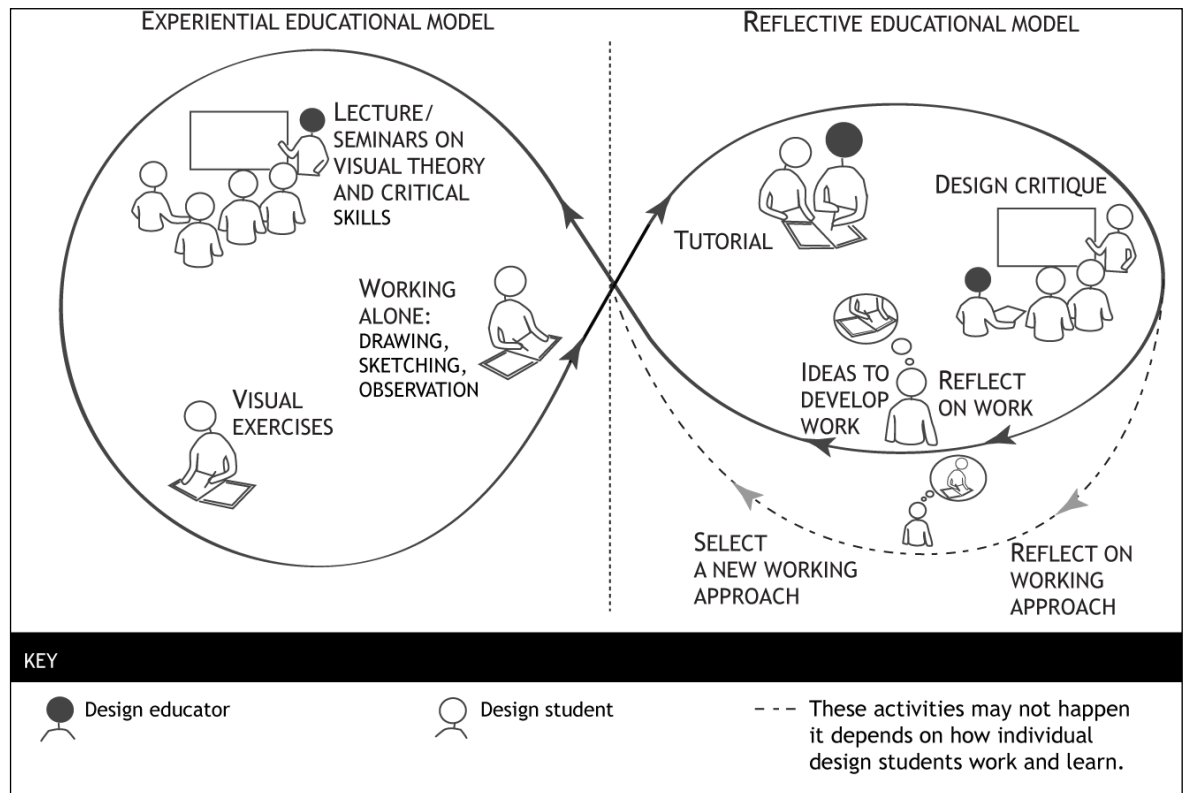 EXPERIENTIAL EDUCATIONAL MODEL
REFLECTIVE EDUCATIONAL MODEL
LECTURE/
SEMINARS ON
VISUAL THEORY
AND CRITICAL
SKILLS
WORKING
ALONE:
DRAWING,
SKETCHING,
OBSERVATION
VISUAL
EXERCISES
TUTORIAL
DESIGN CRITIQUE
IDEAS TO
DEVELOP
WORK
REFLECT
ON WORK
SELECT
A NEW WORKING
APPROACH
REFLECT ON
WORKING
APPROACH
KEY
Design educator
Design student
These activities may not happen
it depends on how individual
design students work and learn.